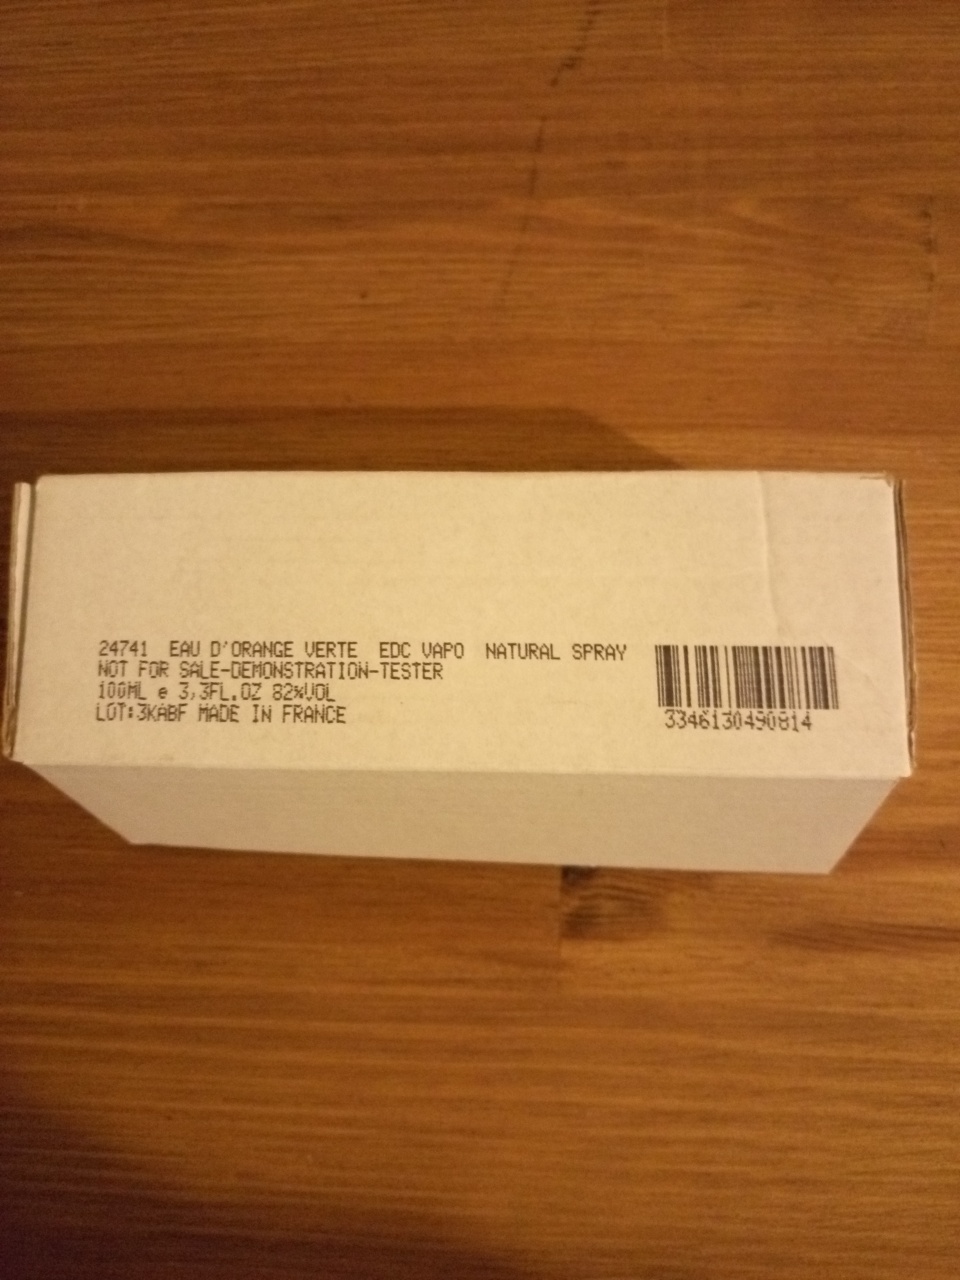 24741 EAU D'ORANGE VERTE EDC VAPO NATURAL SPRAY
NOT FOR SALE-DEMONSTRATION-TESTER
100ML e 3,3FL.OZ 82%VOL
LOT:3KABF MADE IN FRANCE
3346130490814